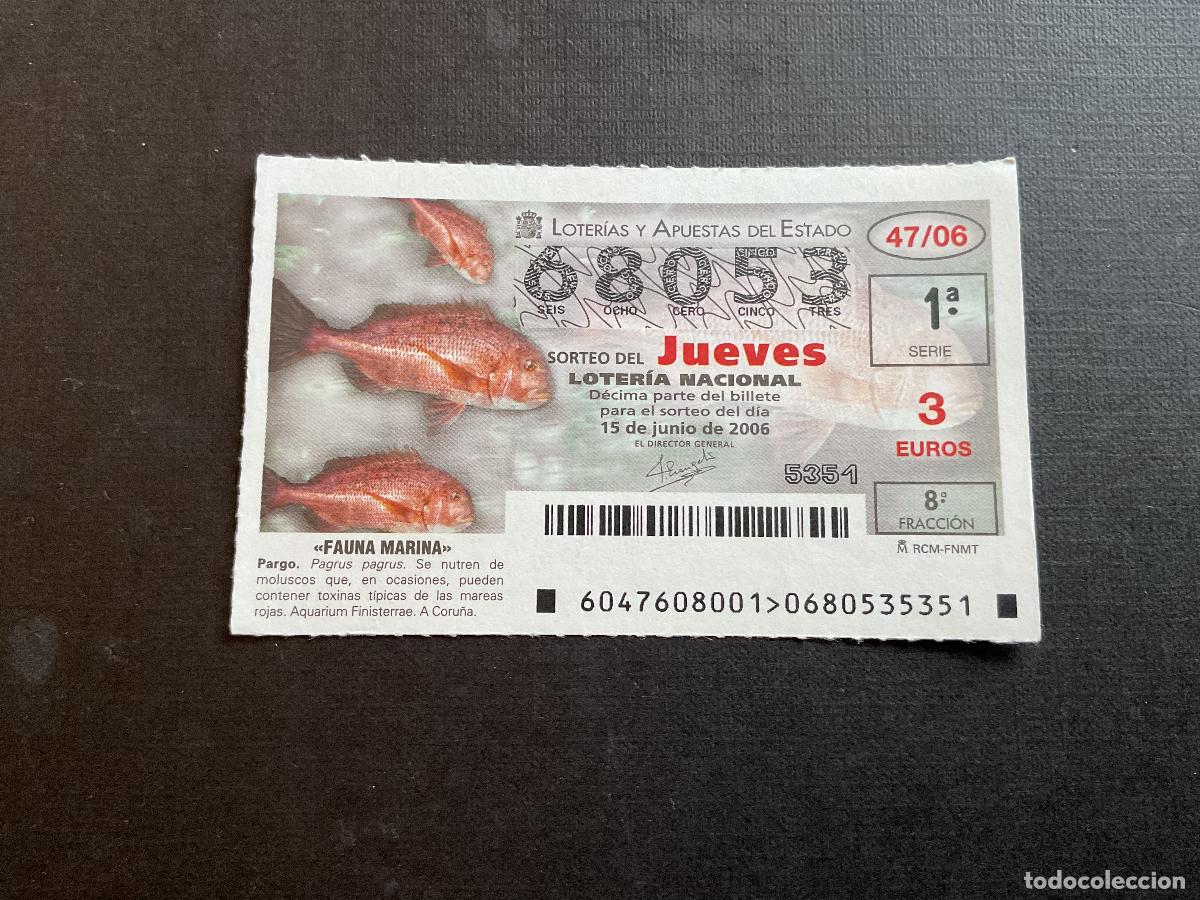 LOTERÍAS Y APUESTAS DEL ESTADO
47/06
68053
SEIS OCHO CERO CINCO TRES
1ª
SERIE
SORTEO DEL Jueves
LOTERÍA NACIONAL
Décima parte del billete
para el sorteo del día
15 de junio de 2006
EL DIRECTOR GENERAL
3
EUROS
5351
8ª
FRACCIÓN
RCM-FNMT
«FAUNA MARINA»
Pargo. Pagrus pagrus. Se nutren de
moluscos que, en ocasiones, pueden
contener toxinas típicas de las mareas
rojas. Aquarium Finisterrae. A Coruña.
6047608001>0680535351
todocoleccion